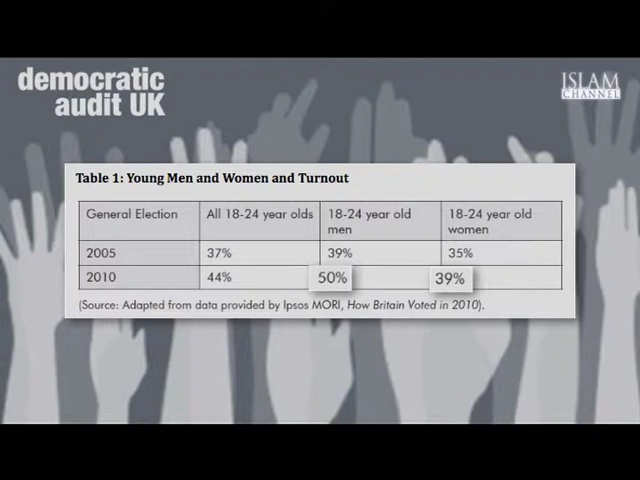 democratic
audit UK
ISLAM
CHANNEL
Table 1: Young Men and Women and Turnout
General Election All 18-24 year olds 18-24 year old men 18-24 year old women
2005 37% 39% 35%
2010 44% 50% 39%
(Source: Adapted from data provided by Ipsos MORI, How Britain Voted in 2010).